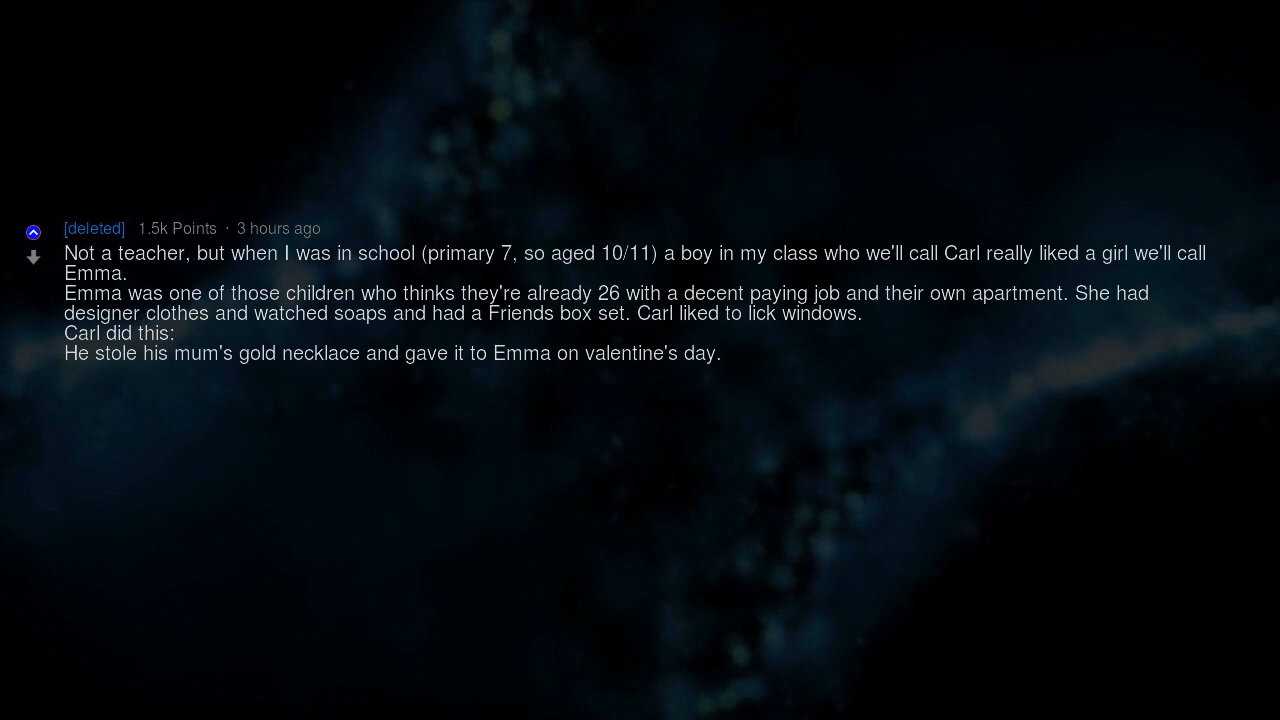 [deleted] 1.5k Points · 3 hours ago
Not a teacher, but when I was in school (primary 7, so aged 10/11) a boy in my class who we'll call Carl really liked a girl we'll call
Emma.
Emma was one of those children who thinks they're already 26 with a decent paying job and their own apartment. She had
designer clothes and watched soaps and had a Friends box set. Carl liked to lick windows.
Carl did this:
He stole his mum's gold necklace and gave it to Emma on valentine's day.